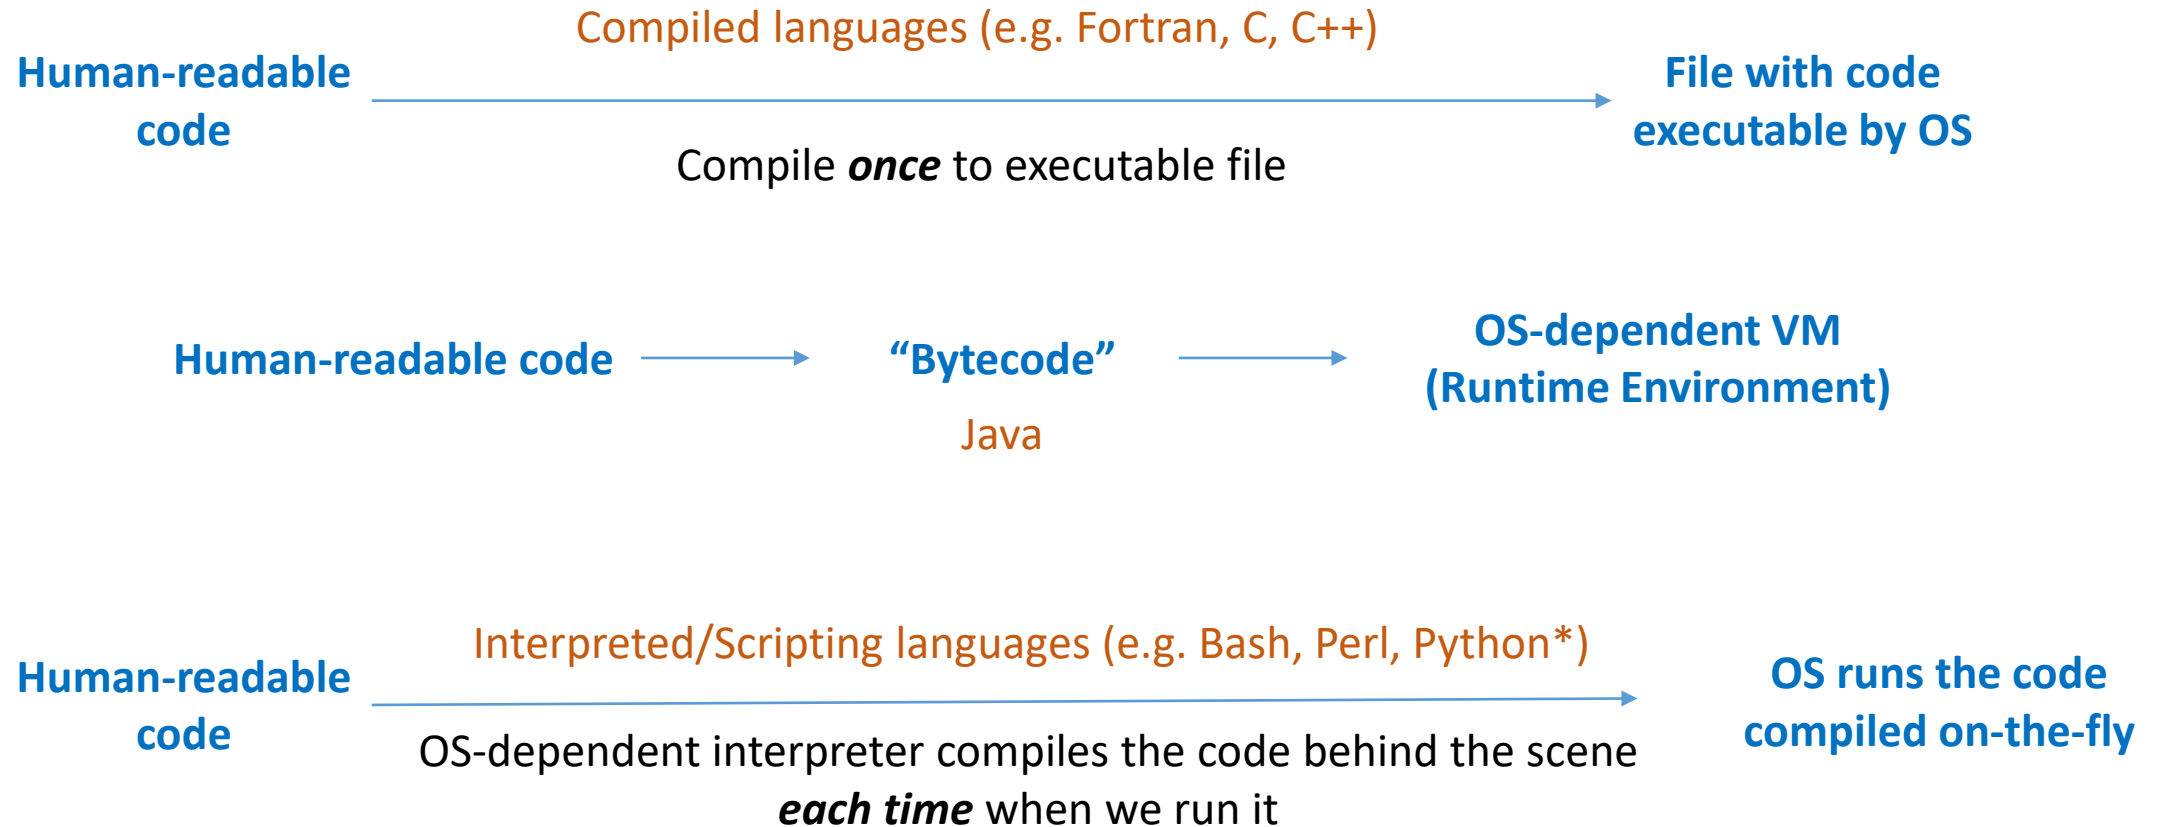 Compiled languages (e.g. Fortran, C, C++)
Human-readable
code
File with code
executable by OS
Compile once to executable file
Human-readable code
“Bytecode”
OS-dependent VM
(Runtime Environment)
Java
Interpreted/Scripting languages (e.g. Bash, Perl, Python*)
Human-readable
code
OS runs the code
compiled on-the-fly
OS-dependent interpreter compiles the code behind the scene
each time when we run it